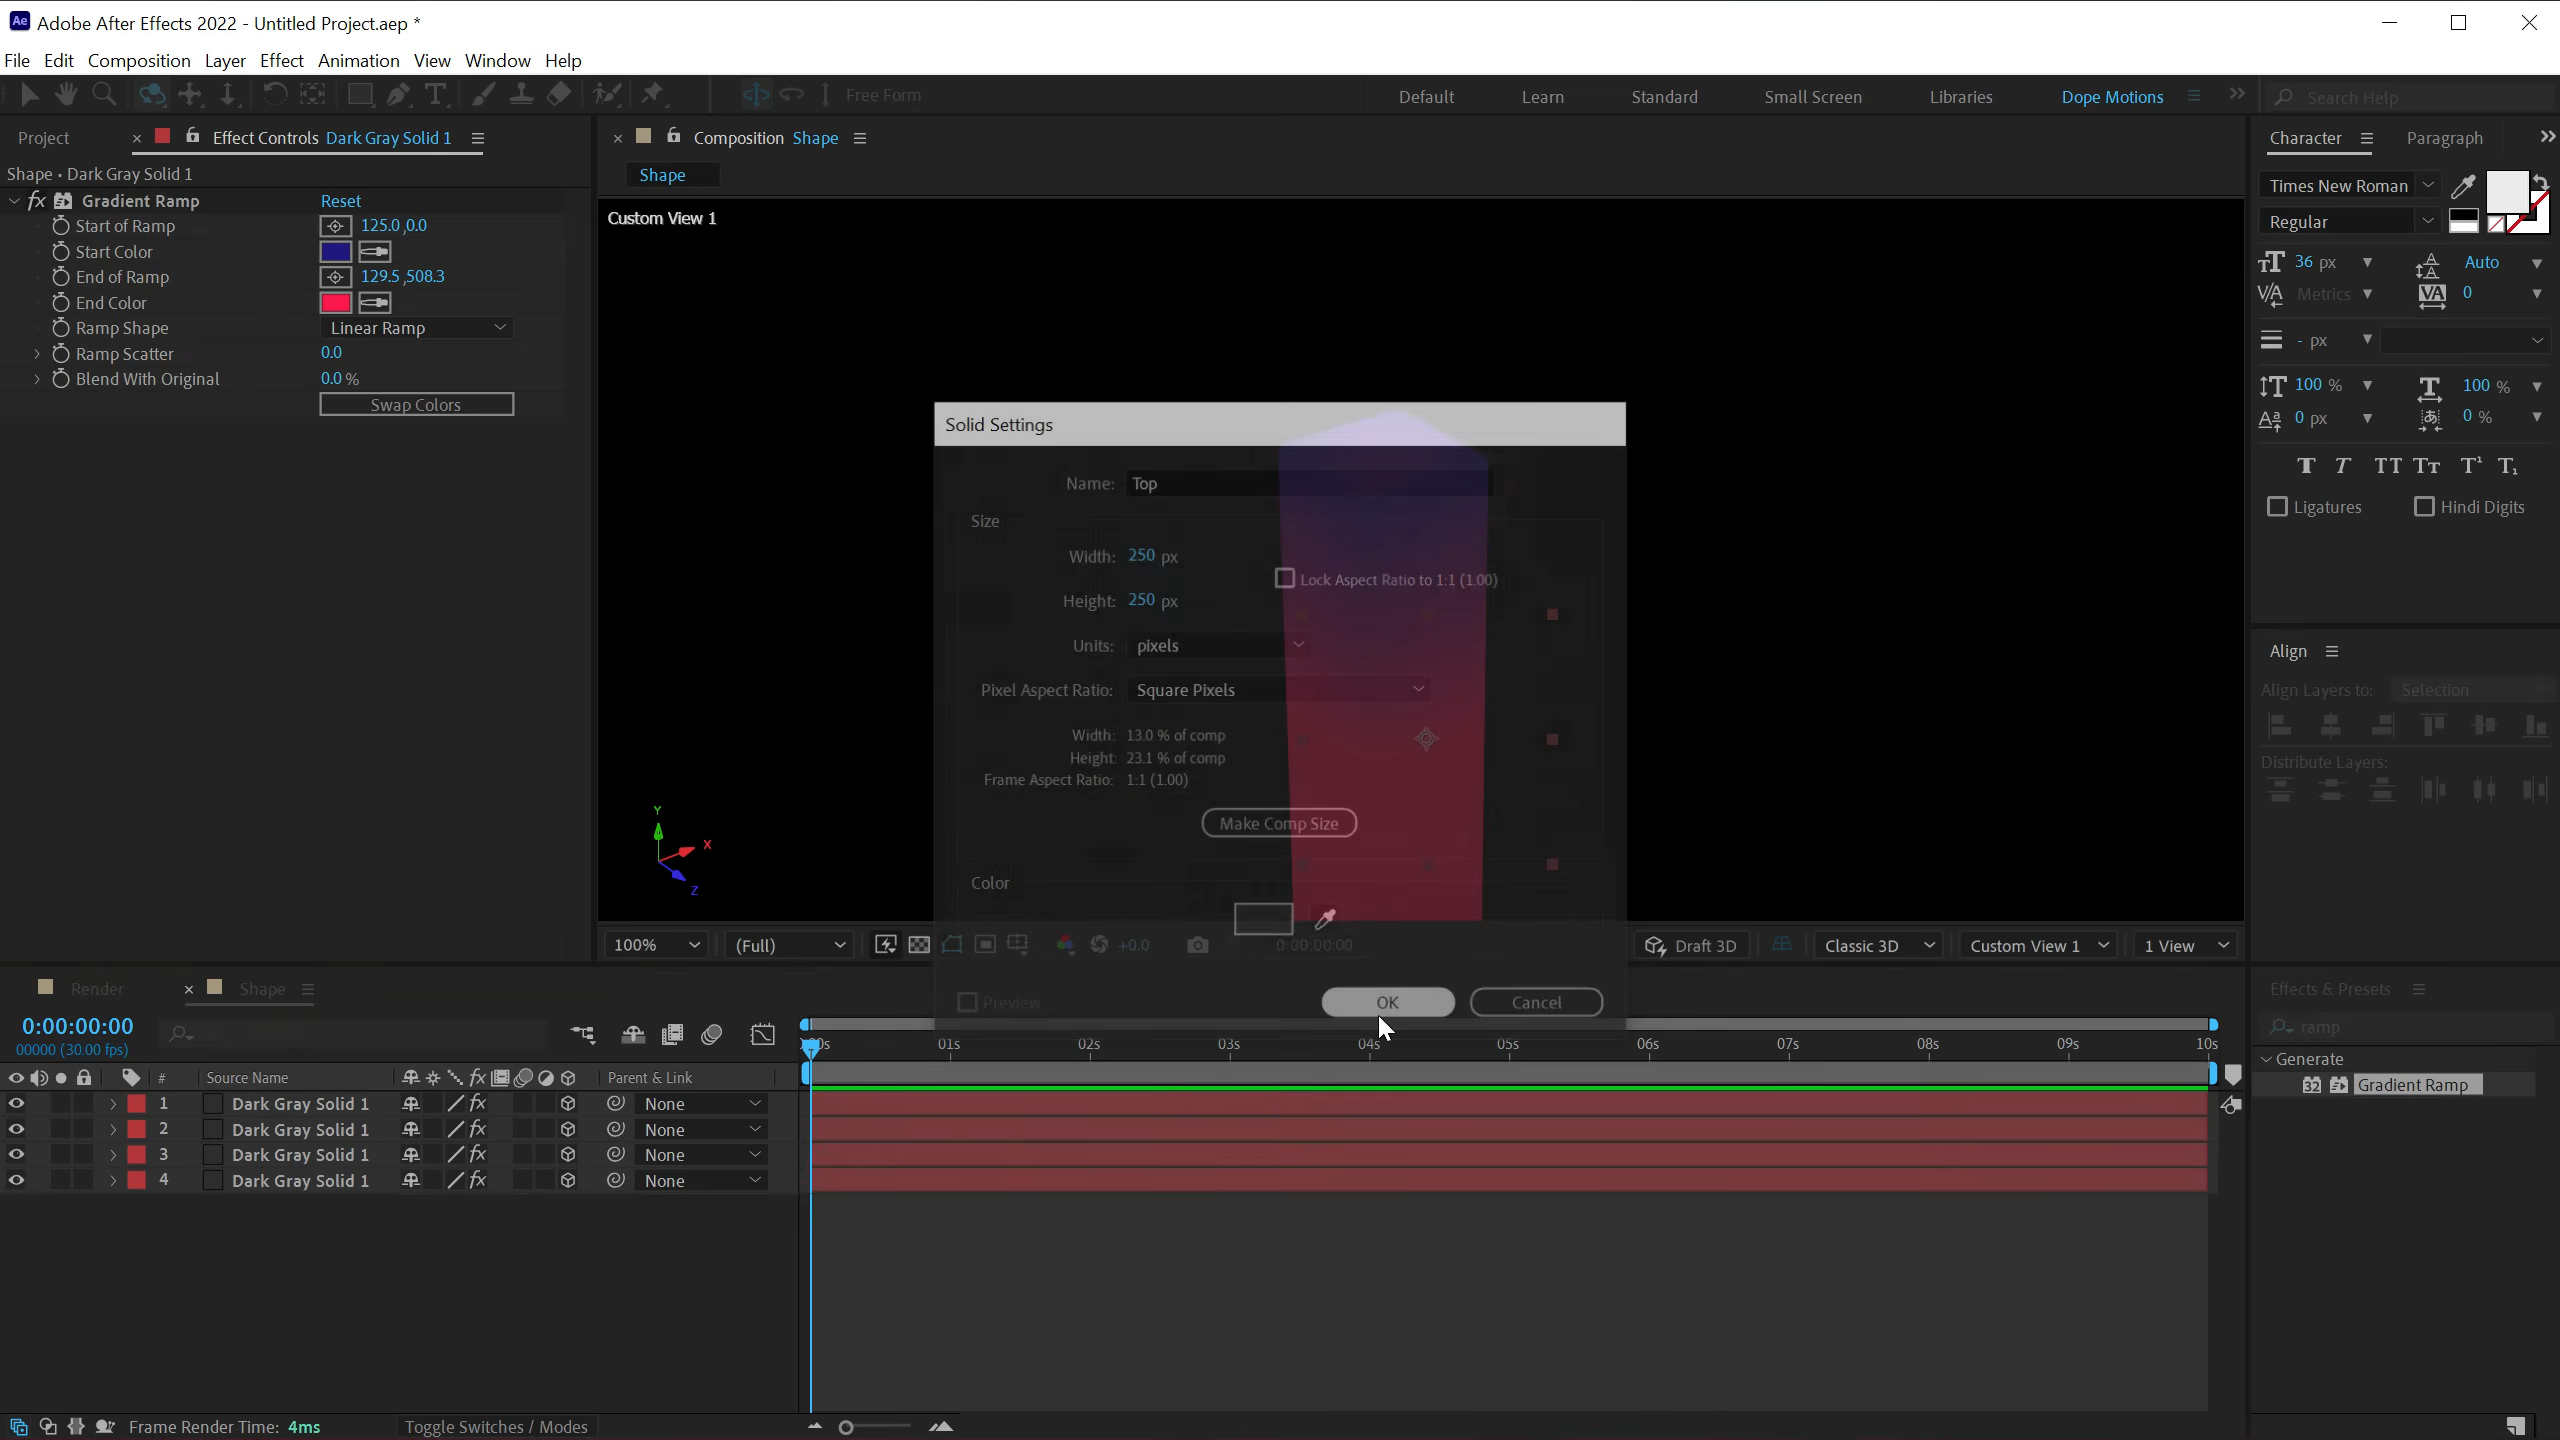 Adobe After Effects 2022 - Untitled Project.aep *
File Edit Composition Layer Effect Animation View Window Help
Free Form
Default Learn Standard Small Screen Libraries Dope Motions Search Help
Project
Effect Controls Dark Gray Solid 1
Composition Shape
Character Paragraph
Shape • Dark Gray Solid 1
Shape
Gradient Ramp Reset
Start of Ramp 125.0,0.0
Start Color
End of Ramp 129.5,508.3
End Color
Ramp Shape Linear Ramp
Ramp Scatter 0.0
Blend With Original 0.0 %
Swap Colors
Custom View 1
Times New Roman
Regular
36 px Auto
Metrics 0
- px
100 % 100 %
0 px 0 %
Ligatures Hindi Digits
Align
Align Layers to: Selection
Distribute Layers:
Solid Settings
Name: Top
Size
Width: 250 px
Lock Aspect Ratio to 1:1 (1.00)
Height: 250 px
Units: pixels
Pixel Aspect Ratio: Square Pixels
Width: 13.0 % of comp
Height: 23.1 % of comp
Frame Aspect Ratio: 1:1 (1.00)
Make Comp Size
Color
Preview OK Cancel
Y
X
Z
100% (Full) +0.0 0:00:00:00 Draft 3D Classic 3D Custom View 1 1 View
Render Shape
0:00:00:00
00000 (30.00 fps)
01s 02s 03s 04s 05s 06s 07s 08s 09s 10s
# Source Name Parent & Link
1 Dark Gray Solid 1 None
2 Dark Gray Solid 1 None
3 Dark Gray Solid 1 None
4 Dark Gray Solid 1 None
Effects & Presets
ramp
Generate
32 Gradient Ramp
Frame Render Time: 4ms Toggle Switches / Modes